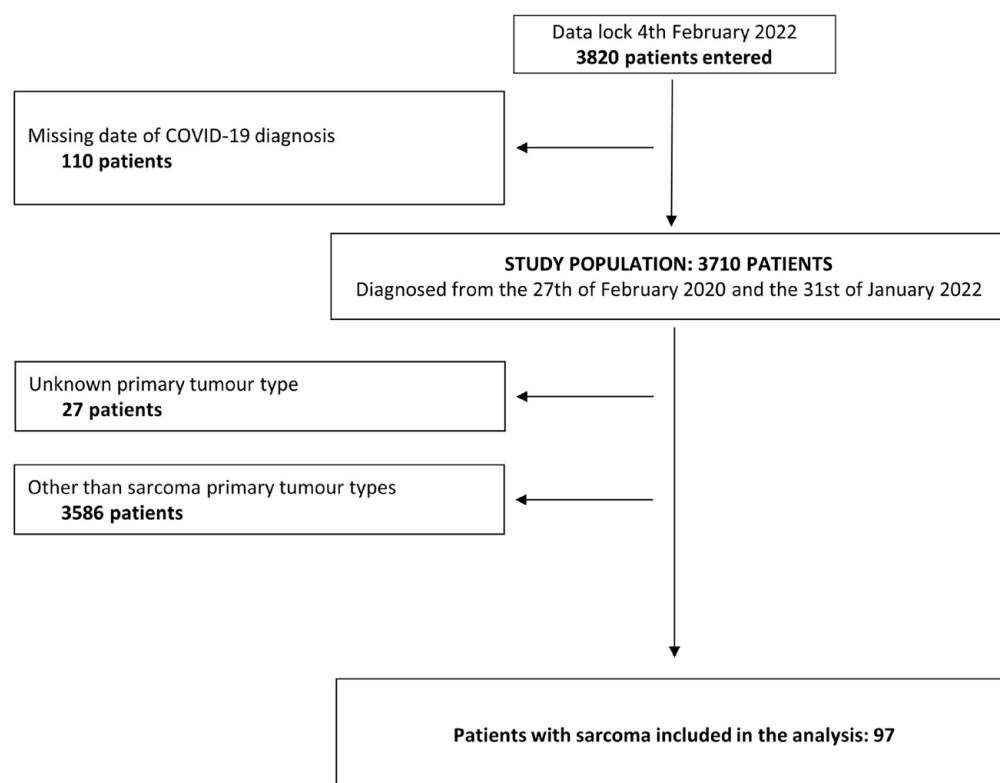 Data lock 4th February 2022
3820 patients entered
Missing date of COVID-19 diagnosis
110 patients
STUDY POPULATION: 3710 PATIENTS
Diagnosed from the 27th of February 2020 and the 31st of January 2022
Unknown primary tumour type
27 patients
Other than sarcoma primary tumour types
3586 patients
Patients with sarcoma included in the analysis: 97